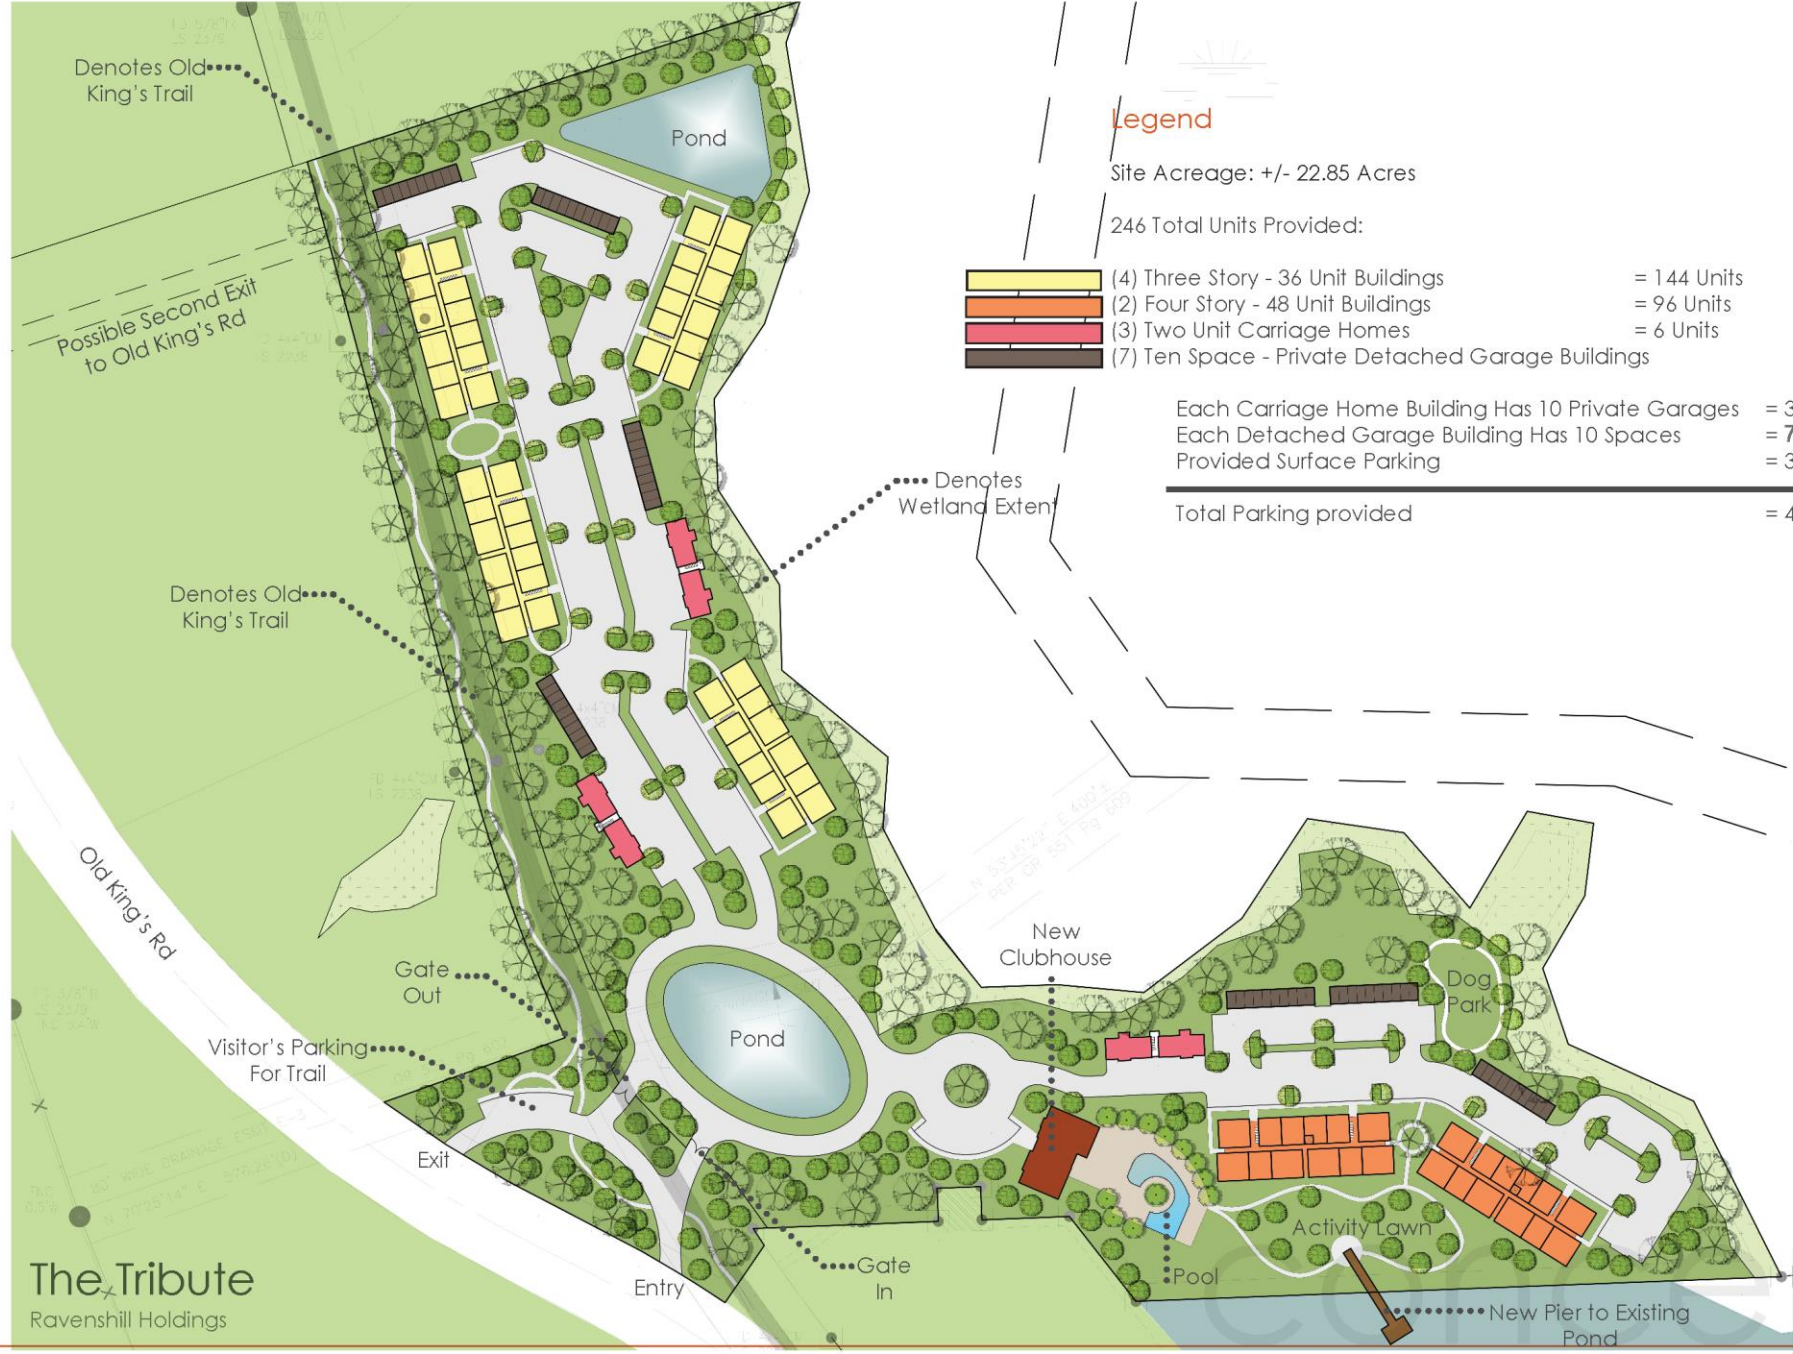 Denotes Old
King's Trail
Pond
Legend
Site Acreage: +/- 22.85 Acres
246 Total Units Provided:
(4) Three Story - 36 Unit Buildings = 144 Units
(2) Four Story - 48 Unit Buildings = 96 Units
(3) Two Unit Carriage Homes = 6 Units
(7) Ten Space - Private Detached Garage Buildings
Each Carriage Home Building Has 10 Private Garages = 3
Each Detached Garage Building Has 10 Spaces = 7
Provided Surface Parking = 3
Total Parking provided = 4
Possible Second Exit
to Old King's Rd
Denotes
Wetland Extent
Denotes Old
King's Trail
Old King's Rd
New
Clubhouse
Gate
Out
Dog
Park
Pond
Visitor's Parking
For Trail
Exit
Activity Lawn
Gate
In
Pool
Entry
New Pier to Existing
Pond
The Tribute
Ravenshill Holdings